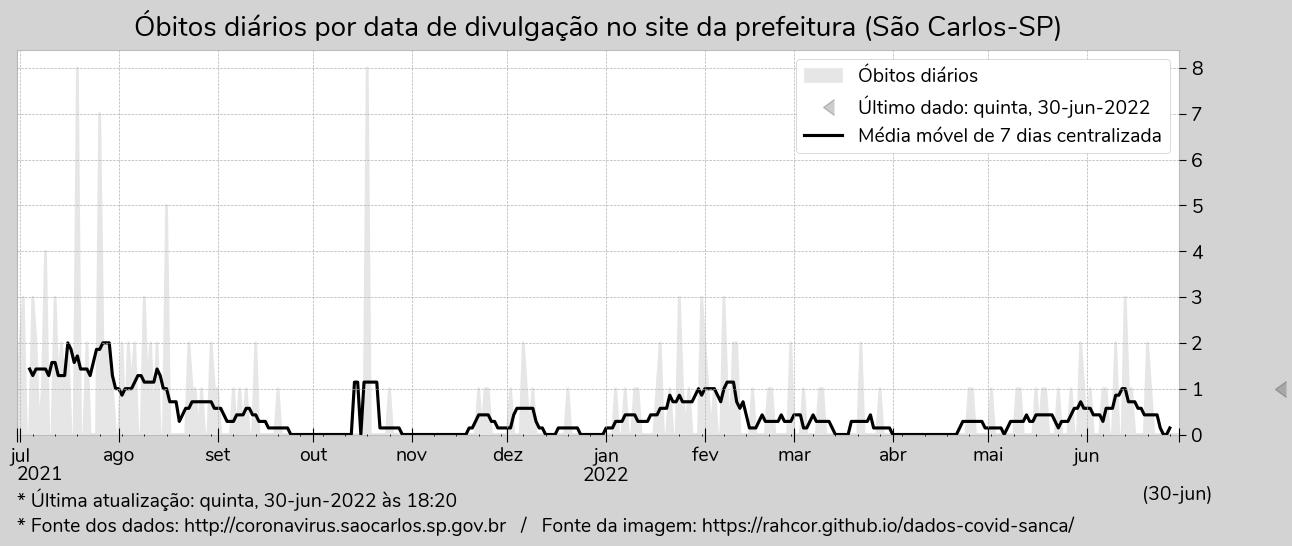 Óbitos diários por data de divulgação no site da prefeitura (São Carlos-SP)
Óbitos diários
Último dado: quinta, 30-jun-2022
Média móvel de 7 dias centralizada
8
7
6
5
4
3
2
1
0
jul ago set out nov dez jan fev mar abr mai jun
2021 2022
(30-jun)
* Última atualização: quinta, 30-jun-2022 às 18:20
* Fonte dos dados: http://coronavirus.saocarlos.sp.gov.br / Fonte da imagem: https://rahcor.github.io/dados-covid-sanca/